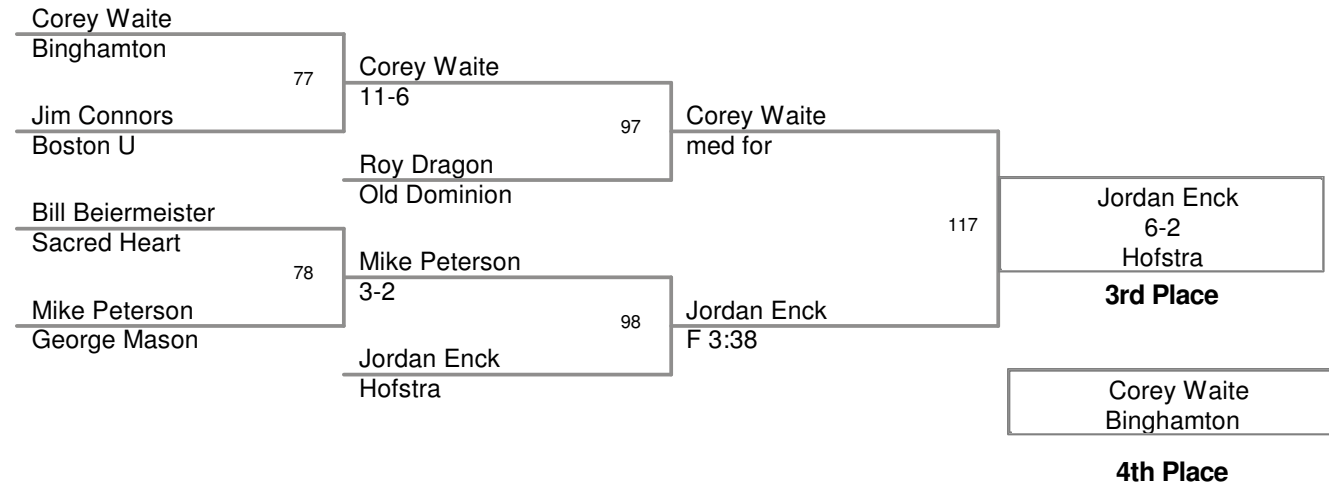 Corey Waite
Binghamton
77
Corey Waite
11-6
Jim Connors
Boston U
97
Corey Waite
med for
Roy Dragon
Old Dominion
Bill Beiermeister
Sacred Heart
78
Mike Peterson
3-2
Mike Peterson
George Mason
98
Jordan Enck
F 3:38
Jordan Enck
Hofstra
117
Jordan Enck
6-2
Hofstra
3rd Place
Corey Waite
Binghamton
4th Place